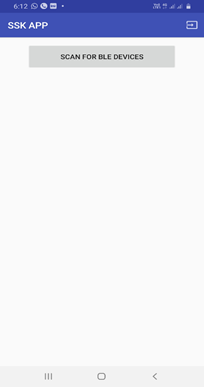 6:12
SSK APP
SCAN FOR BLE DEVICES